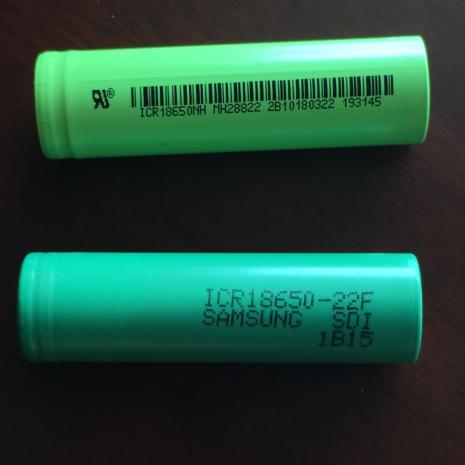 ICR18650NH MH28822 2B10180322 193145
ICR18650-22F
SAMSUNG SDI
1B15